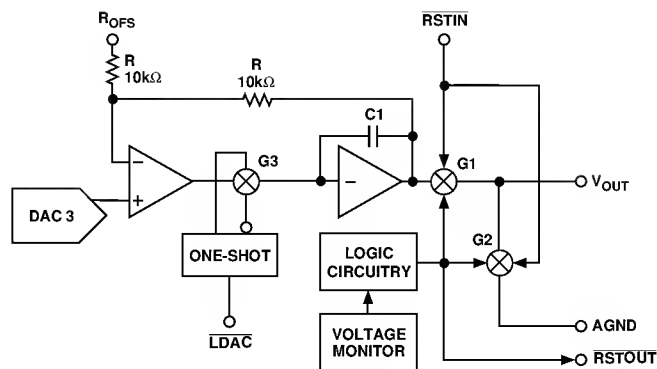 ROFS
R
10kΩ
R
10kΩ
C1
RSTIN
G3
G1
VOUT
DAC 3
−
+
−
G2
ONE-SHOT
LOGIC
CIRCUITRY
LDAC
VOLTAGE
MONITOR
AGND
RSTOUT